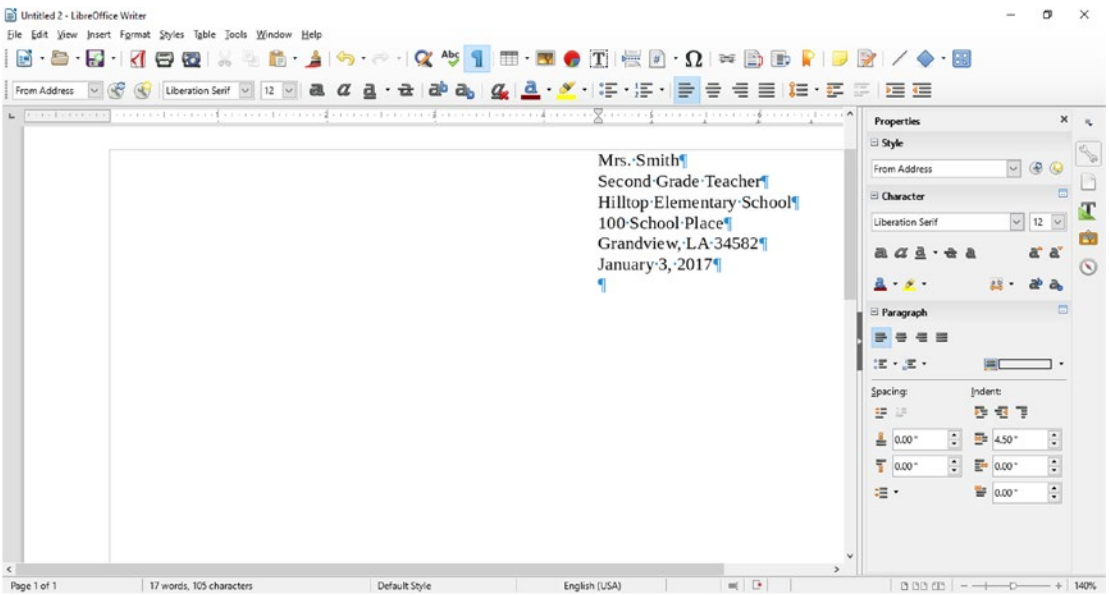 Untitled 2 - LibreOffice Writer
File Edit View Insert Format Styles Table Tools Window Help
From Address Liberation Serif 12
Mrs. Smith¶
Second Grade Teacher¶
Hilltop Elementary School¶
100 School Place¶
Grandview, LA 34582¶
January 3, 2017¶
¶
Properties
Style
From Address
Character
Liberation Serif 12
Paragraph
Spacing: Indent:
0.00" 4.50"
0.00" 0.00"
0.00"
Page 1 of 1 17 words, 105 characters Default Style English (USA) 140%